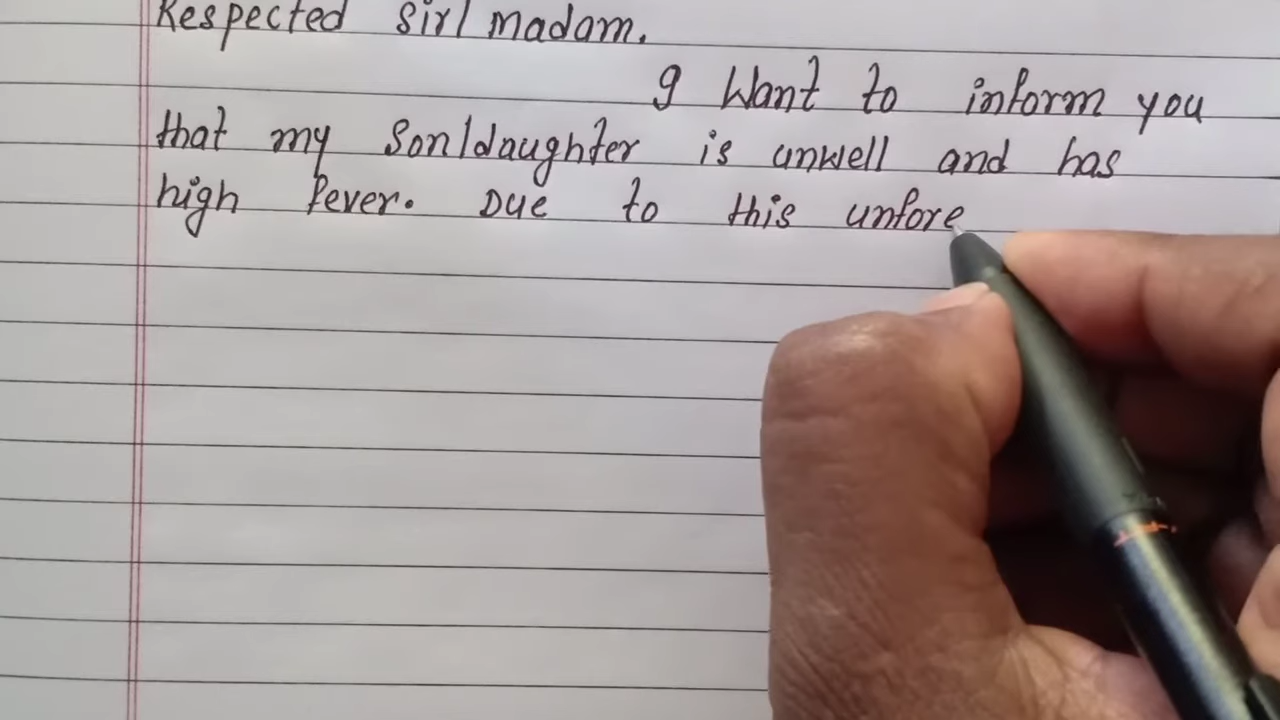 Respected Sir/madam.
I Want to inform you
that my Son/daughter is unwell and has
high fever. Due to this unfore